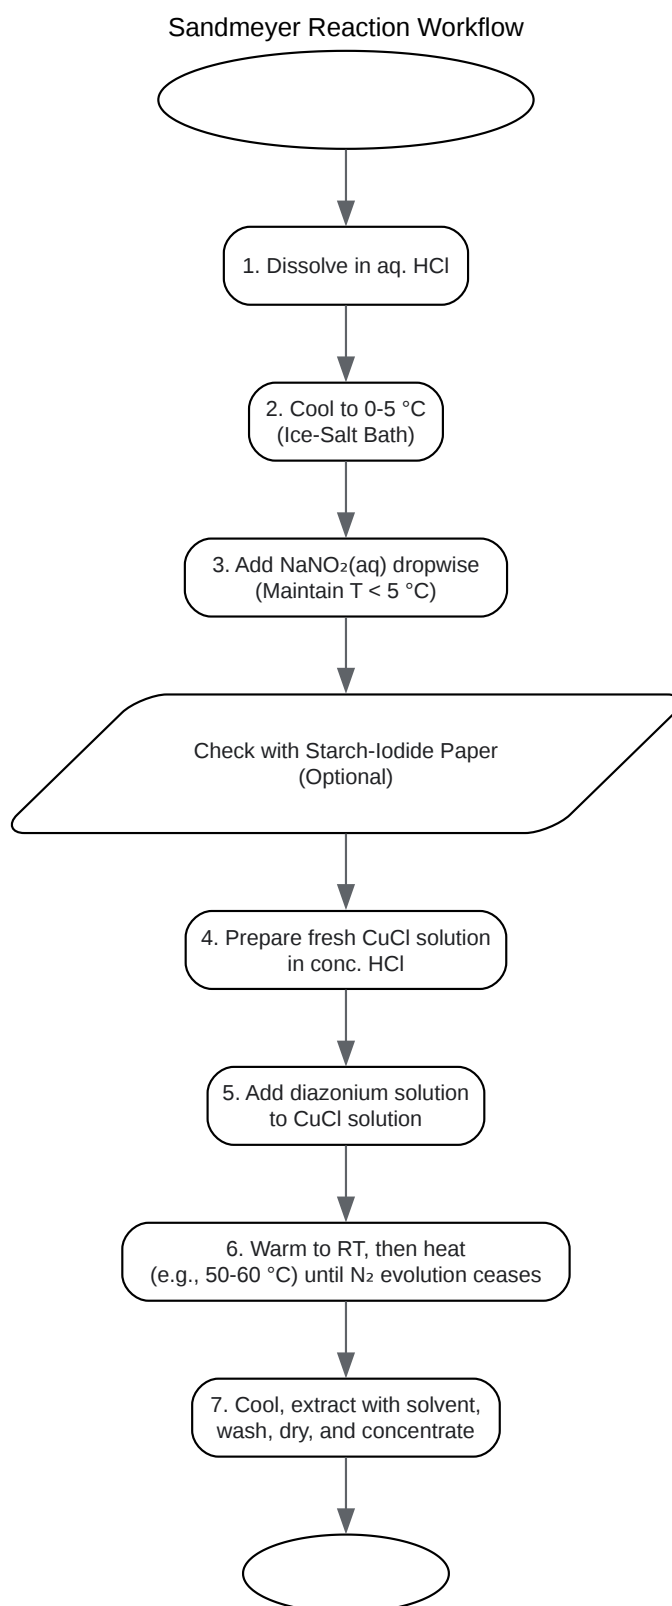 Sandmeyer Reaction Workflow
1. Dissolve in aq. HCl
2. Cool to 0-5 °C
(Ice-Salt Bath)
3. Add NaNO₂(aq) dropwise
(Maintain T < 5 °C)
Check with Starch-Iodide Paper
(Optional)
4. Prepare fresh CuCl solution
in conc. HCl
5. Add diazonium solution
to CuCl solution
6. Warm to RT, then heat
(e.g., 50-60 °C) until N₂ evolution ceases
7. Cool, extract with solvent,
wash, dry, and concentrate